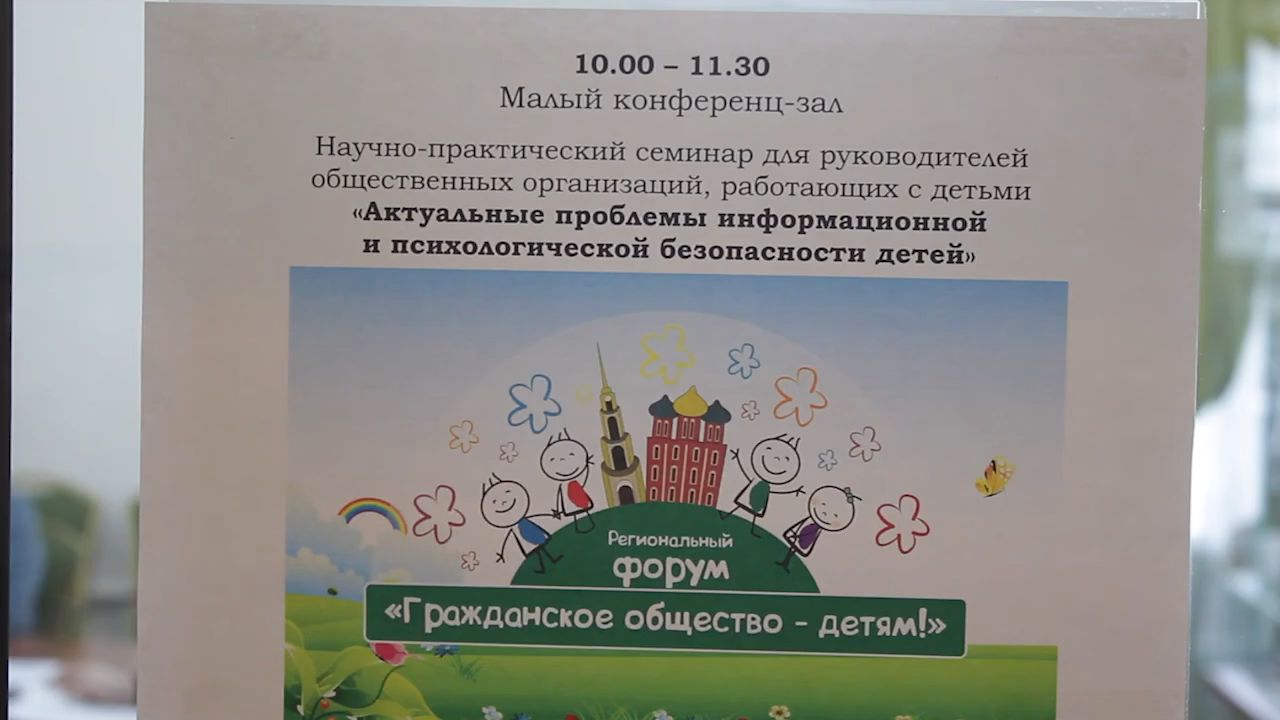 10.00 – 11.30
Малый конференц-зал
Научно-практический семинар для руководителей
общественных организаций, работающих с детьми
«Актуальные проблемы информационной
и психологической безопасности детей»
Региональный
форум
«Гражданское общество - детям!»